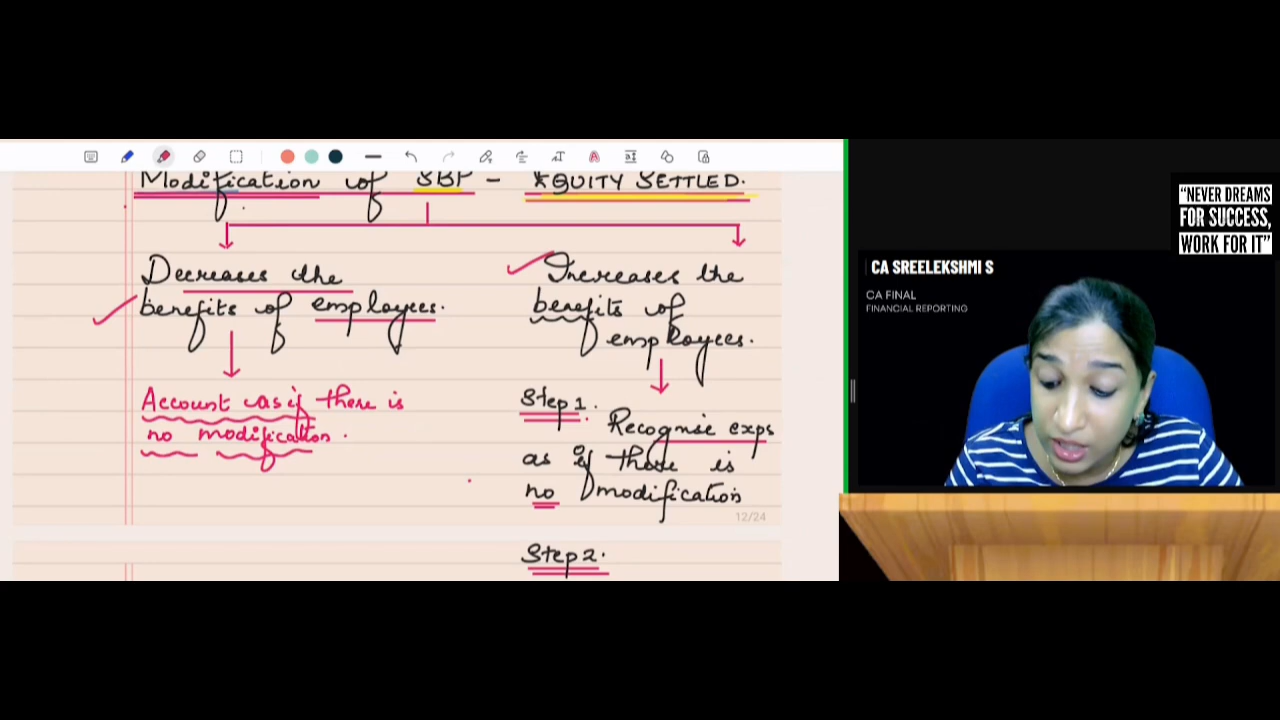 Modification of SBP - EQUITY SETTLED.
Decreases the
benefits of employees.
Account as if there is
no modification.
Increases the
benefits of
employees.
Step 1.
Recognise exps
as if there is
no modification
12/24
Step 2.
"NEVER DREAMS
FOR SUCCESS,
WORK FOR IT"
CA SREELEKSHMI S
CA FINAL
FINANCIAL REPORTING